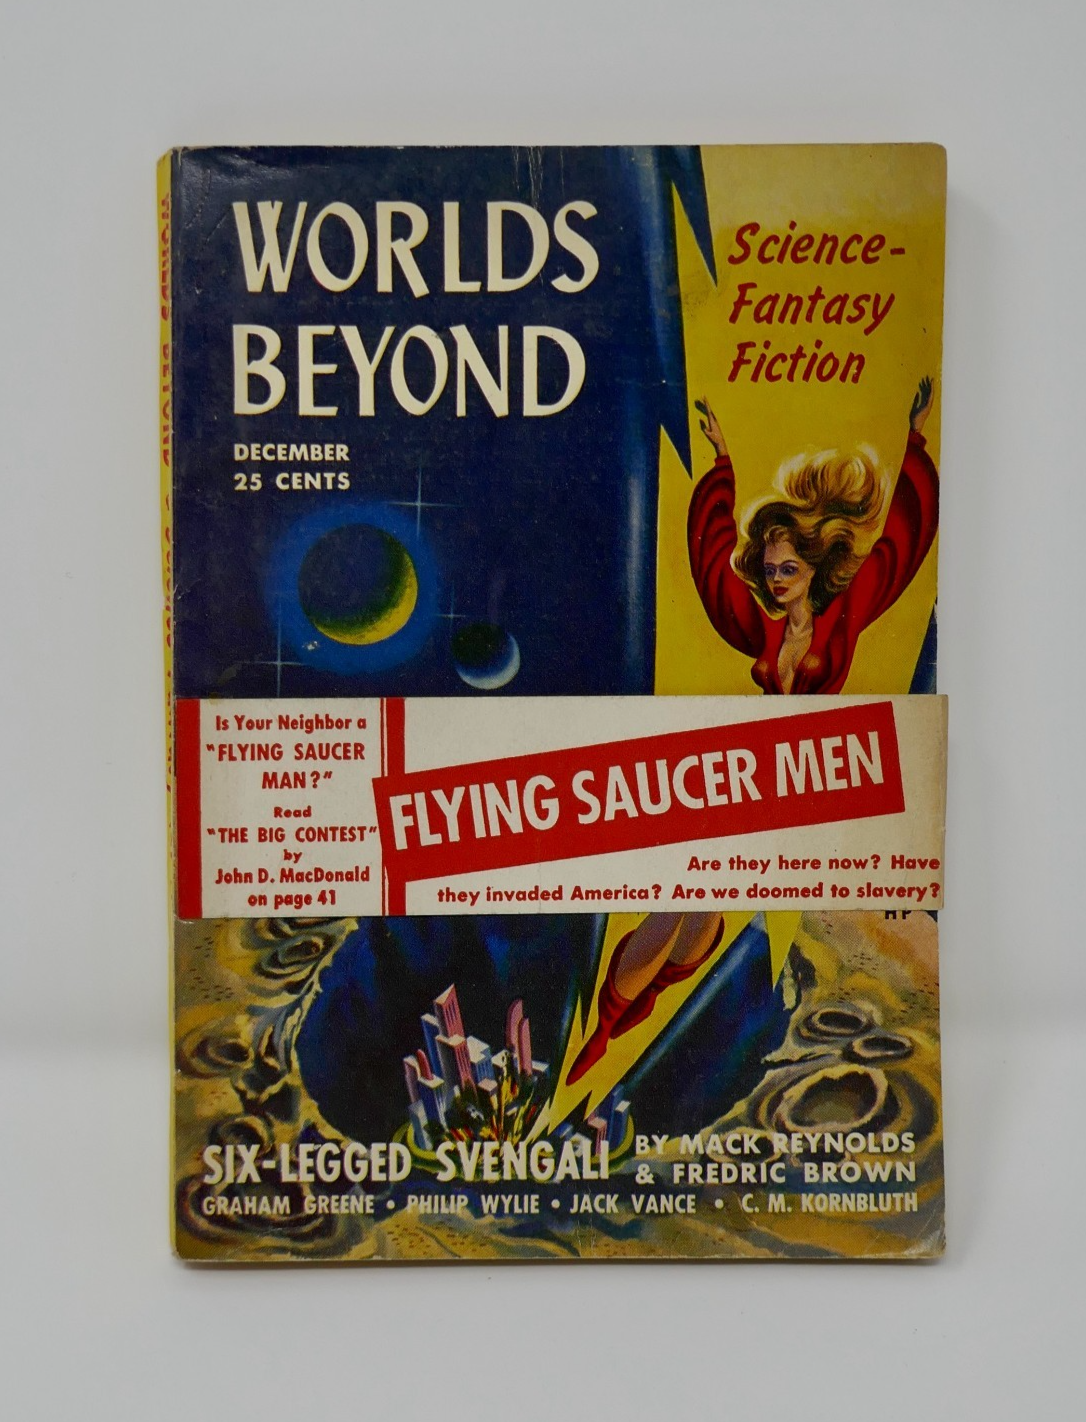 WORLDS
BEYOND
DECEMBER
25 CENTS
Science-
Fantasy
Fiction
Is Your Neighbor a
"FLYING SAUCER
MAN?"
Read
"THE BIG CONTEST"
by
John D. MacDonald
on page 41
FLYING SAUCER MEN
Are they here now? Have
they invaded America? Are we doomed to slavery?
SIX-LEGGED SVENGALI
BY MACK REYNOLDS
& FREDRIC BROWN
GRAHAM GREENE • PHILIP WYLIE • JACK VANCE • C. M. KORNBLUTH